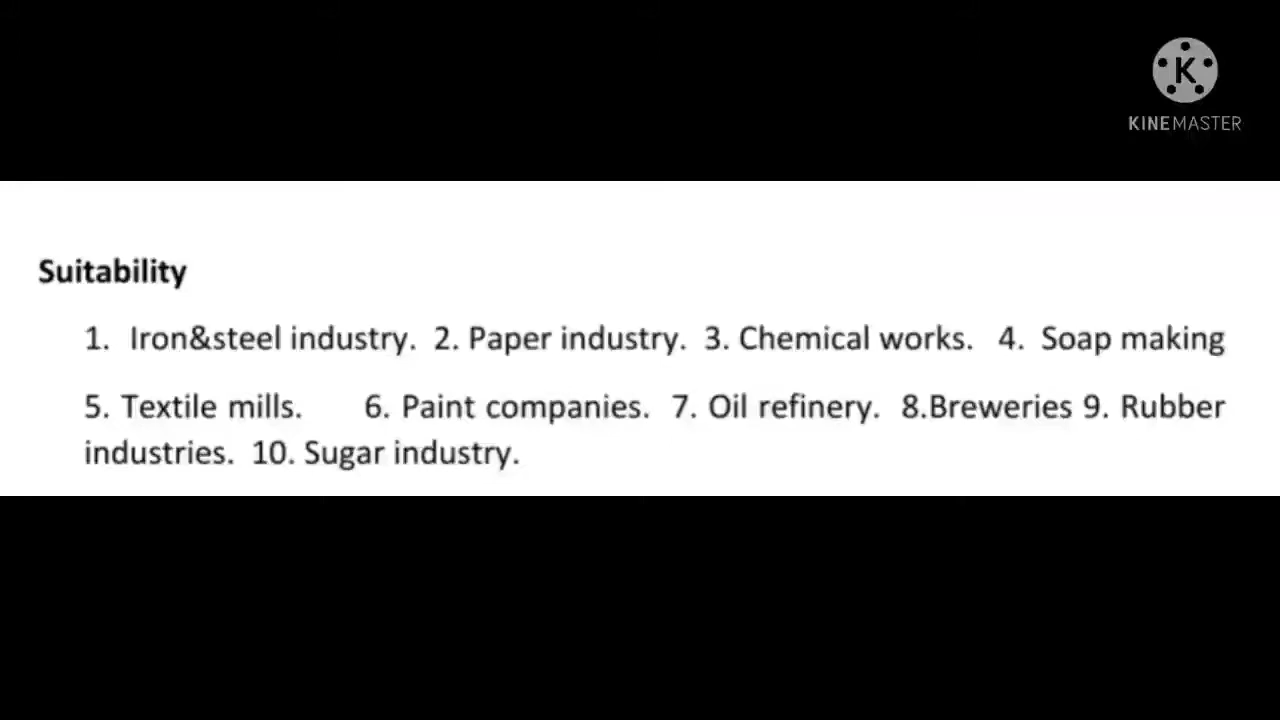 K
KINEMASTER
Suitability
1. Iron&steel industry. 2. Paper industry. 3. Chemical works. 4. Soap making
5. Textile mills. 6. Paint companies. 7. Oil refinery. 8.Breweries 9. Rubber
industries. 10. Sugar industry.